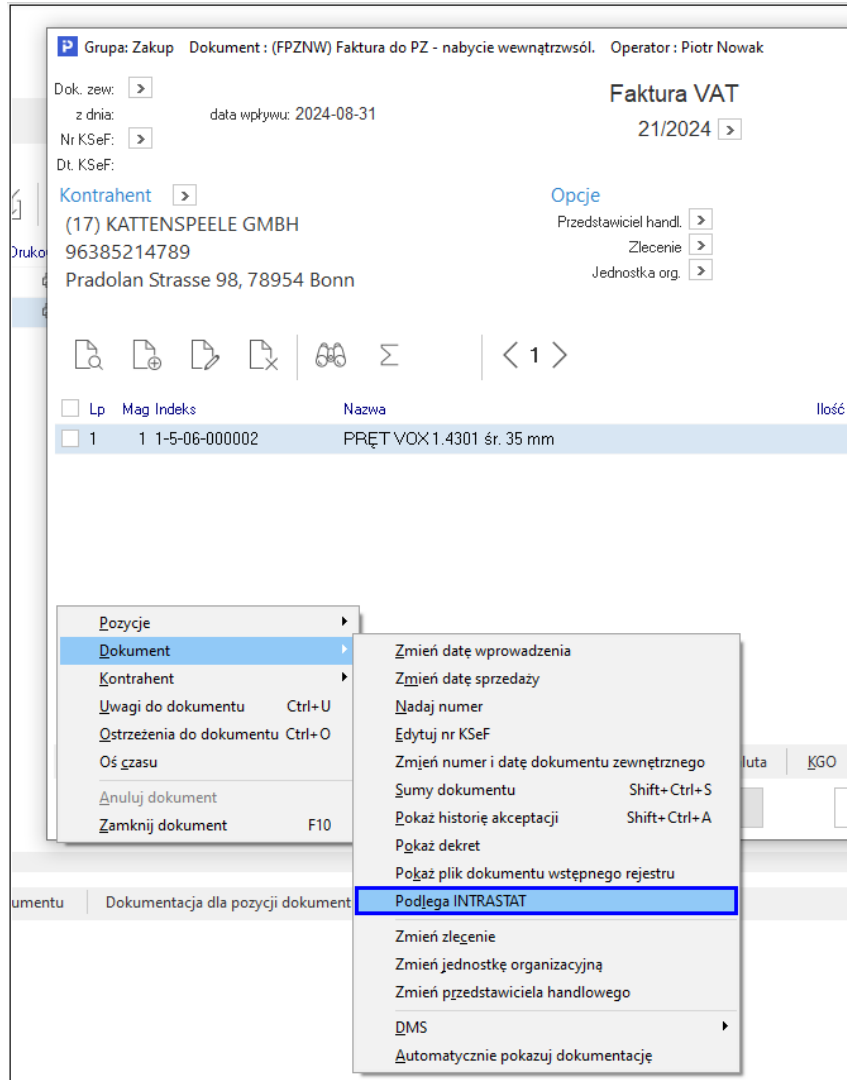 Grupa: Zakup Dokument : (FPZNW) Faktura do PZ - nabycie wewnątrzwsól. Operator : Piotr Nowak
Dok. zew: >
Faktura VAT
z dnia: data wpływu: 2024-08-31
21/2024 >
Nr KSeF: >
Dt. KSeF:
Kontrahent >
Opcje
(17) KATTENSPEELE GMBH
Przedstawiciel handl. >
96385214789
Zlecenie >
Pradolan Strasse 98, 78954 Bonn
Jednostka org. >
< 1 >
Lp Mag Indeks Nazwa Ilość
1 1 1-5-06-000002 PRĘT VOX 1.4301 śr. 35 mm
Pozycje
Dokument
Kontrahent
Uwagi do dokumentu Ctrl+U
Ostrzeżenia do dokumentu Ctrl+O
Oś czasu
Anuluj dokument
Zamknij dokument F10
Zmień datę wprowadzenia
Zmień datę sprzedaży
Nadaj numer
Edytuj nr KSeF
Zmień numer i datę dokumentu zewnętrznego
Sumy dokumentu Shift+Ctrl+S
Pokaż historię akceptacji Shift+Ctrl+A
Pokaż dekret
Pokaż plik dokumentu wstępnego rejestru
Podlega INTRASTAT
Zmień zlecenie
Zmień jednostkę organizacyjną
Zmień przedstawiciela handlowego
DMS
Automatycznie pokazuj dokumentację
luta KGO
umentu Dokumentacja dla pozycji dokument